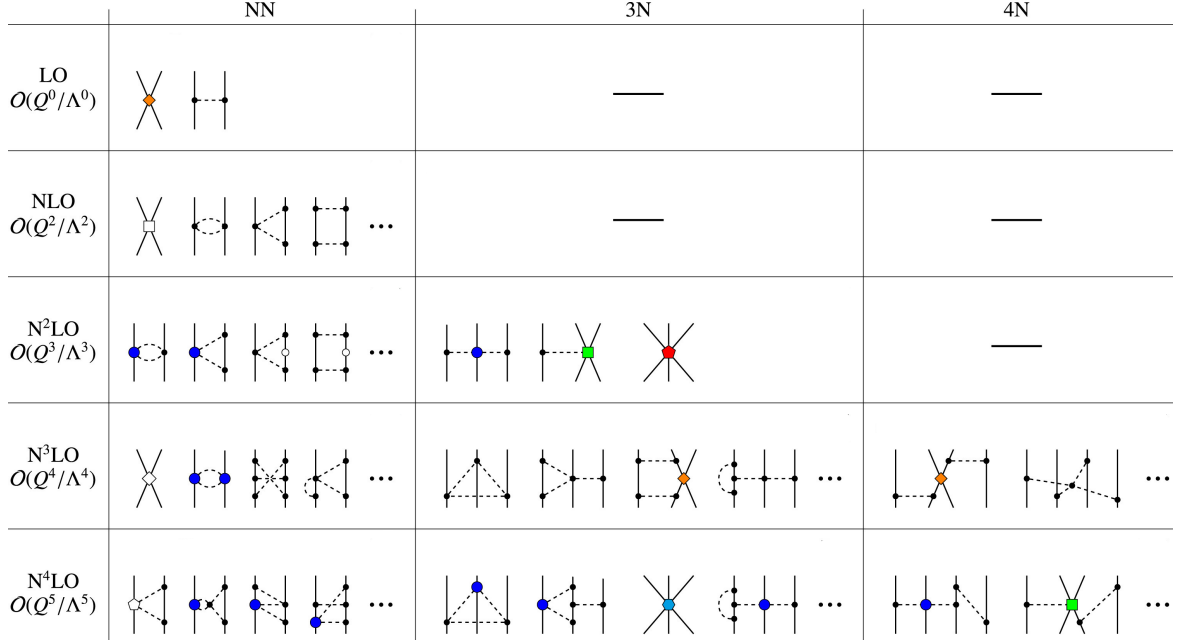 NN 3N 4N
LO
𝒪(Q⁰/Λ⁰)
NLO
𝒪(Q²/Λ²)
N²LO
𝒪(Q³/Λ³)
N³LO
𝒪(Q⁴/Λ⁴)
N⁴LO
𝒪(Q⁵/Λ⁵)